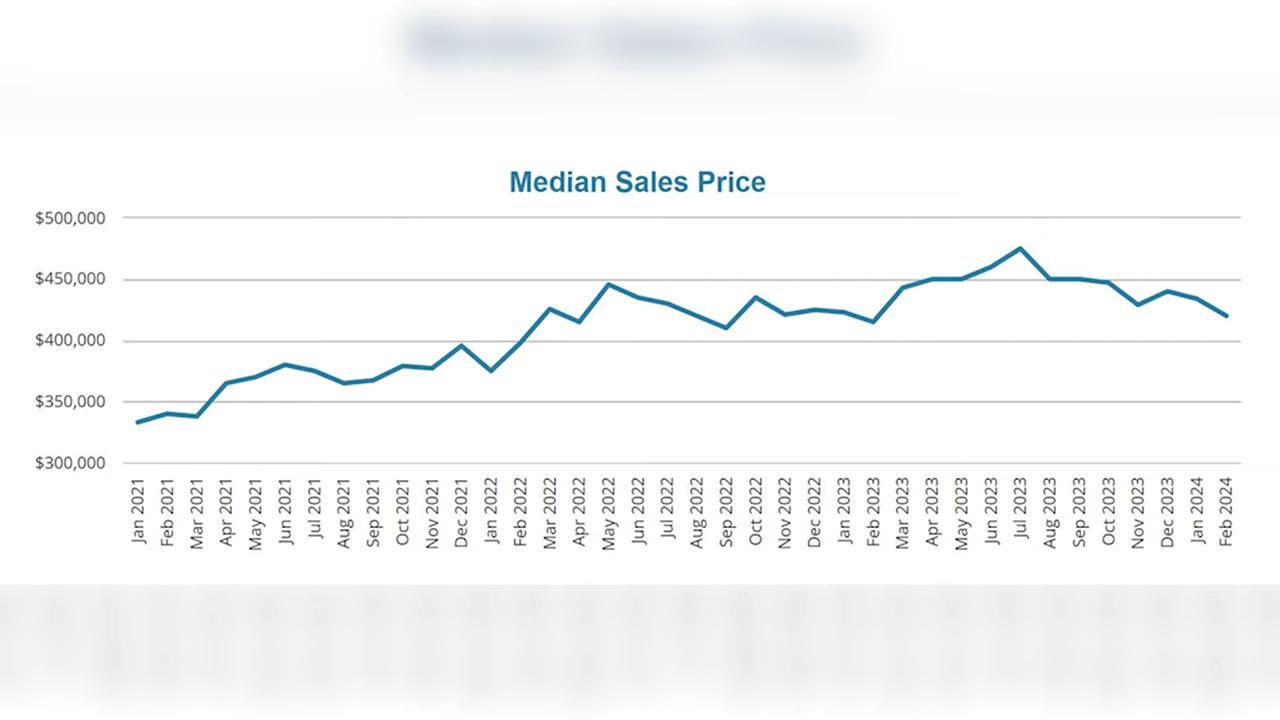 Median Sales Price
$500,000
$450,000
$400,000
$350,000
$300,000
Jan 2021
Feb 2021
Mar 2021
Apr 2021
May 2021
Jun 2021
Jul 2021
Aug 2021
Sep 2021
Oct 2021
Nov 2021
Dec 2021
Jan 2022
Feb 2022
Mar 2022
Apr 2022
May 2022
Jun 2022
Jul 2022
Aug 2022
Sep 2022
Oct 2022
Nov 2022
Dec 2022
Jan 2023
Feb 2023
Mar 2023
Apr 2023
May 2023
Jun 2023
Jul 2023
Aug 2023
Sep 2023
Oct 2023
Nov 2023
Dec 2023
Jan 2024
Feb 2024